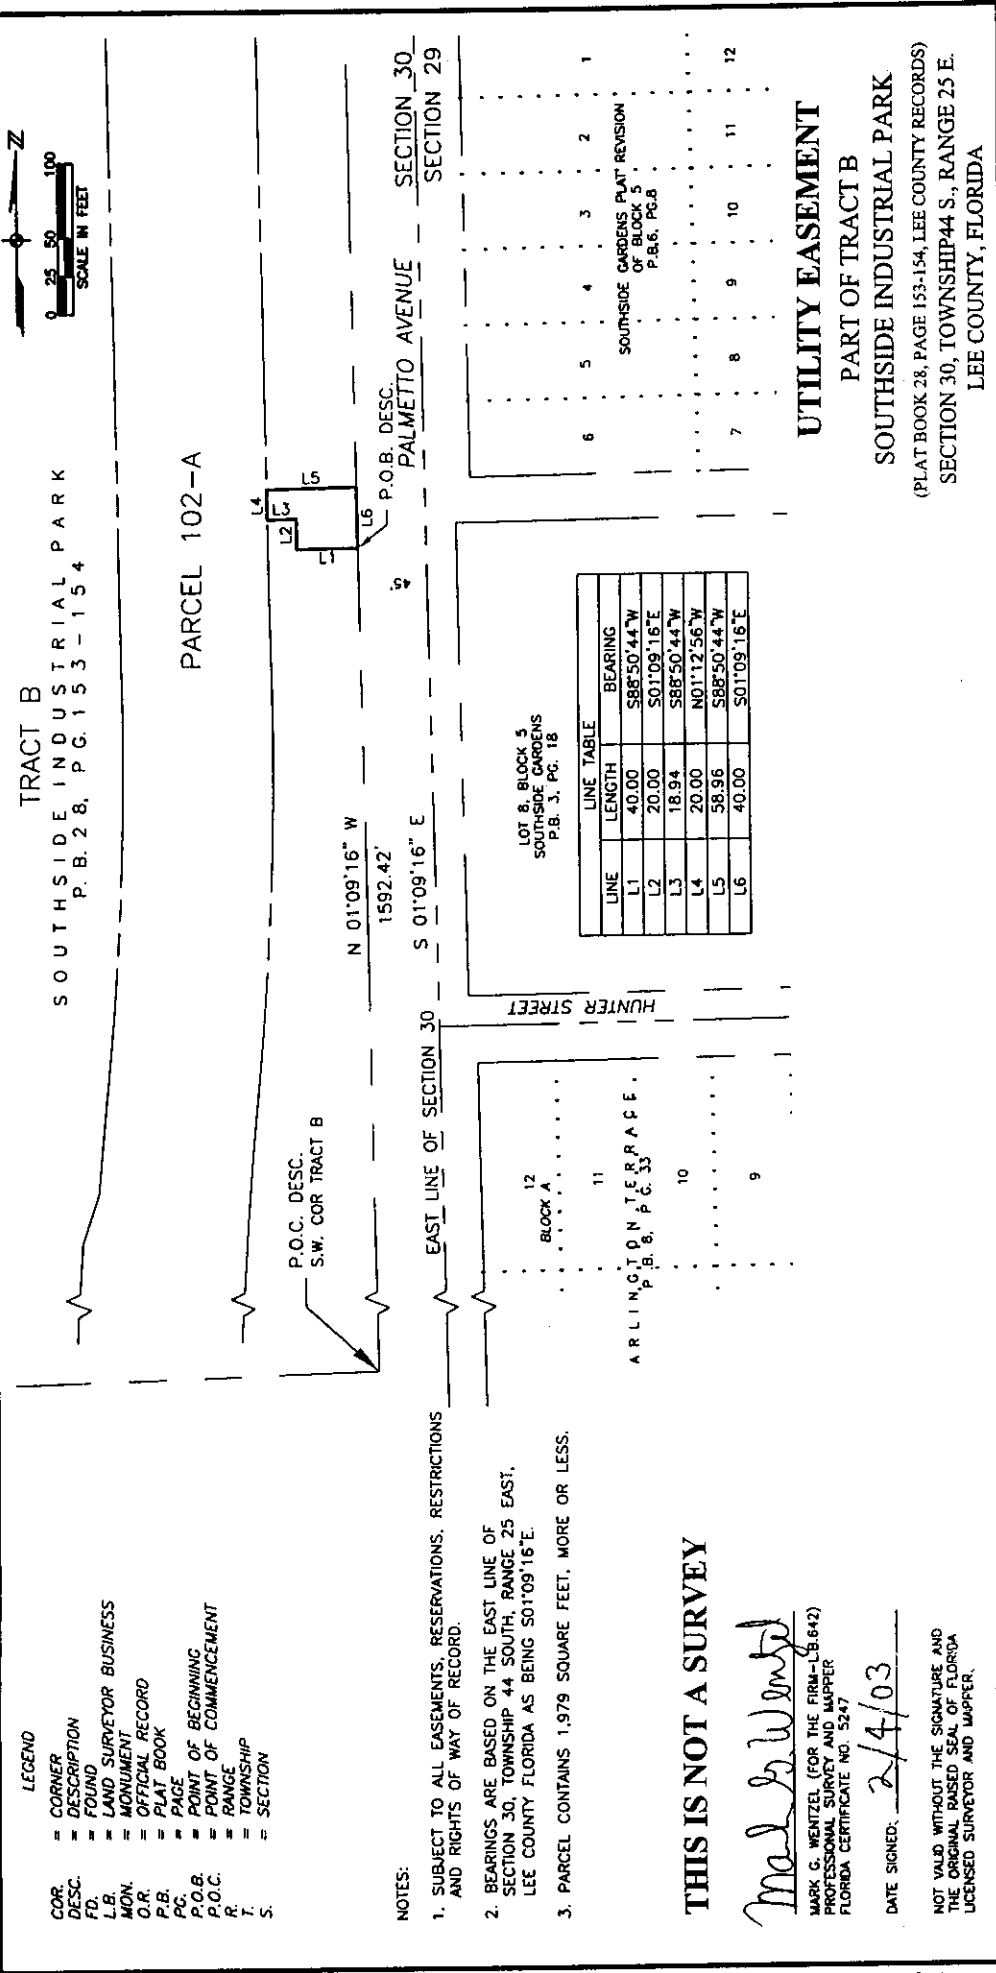 LEGEND
COR. = CORNER
DESC. = DESCRIPTION
FD. = FOUND
L.B. = LAND SURVEYOR BUSINESS
MON. = MONUMENT
O.R. = OFFICIAL RECORD
P.B. = PLAT BOOK
PG. = PAGE
P.O.B. = POINT OF BEGINNING
P.O.C. = POINT OF COMMENCEMENT
R. = RANGE
T. = TOWNSHIP
S. = SECTION
NOTES:
1. SUBJECT TO ALL EASEMENTS, RESERVATIONS, RESTRICTIONS
AND RIGHTS OF WAY OF RECORD.
2. BEARINGS ARE BASED ON THE EAST LINE OF
SECTION 30, TOWNSHIP 44 SOUTH, RANGE 25 EAST,
LEE COUNTY FLORIDA AS BEING S01°09'16"E.
3. PARCEL CONTAINS 1,979 SQUARE FEET, MORE OR LESS.
THIS IS NOT A SURVEY
Mark G. Wentzel
MARK G. WENTZEL (FOR THE FIRM-L.B.642)
PROFESSIONAL SURVEY AND MAPPER
FLORIDA CERTIFICATE NO. 5247
DATE SIGNED: 2/4/03
NOT VALID WITHOUT THE SIGNATURE AND
THE ORIGINAL RAISED SEAL OF FLORIDA
LICENSED SURVEYOR AND MAPPER.
TRACT B
SOUTHSIDE INDUSTRIAL PARK
P.B.28, PG.153-154
N
0 25 50 100
SCALE IN FEET
PARCEL 102-A
L1
L2
L3
L4
L5
L6
P.O.B. DESC.
P.O.C. DESC.
S.W. COR TRACT B
N 01°09'16" W
1592.42'
S 01°09'16" E
45'
PALMETTO AVENUE
EAST LINE OF SECTION 30
SECTION 30
SECTION 29
HUNTER STREET
12
BLOCK A
11
ARLINGTON TERRACE
P.B. 8, PG. 33
10
9
LOT 8, BLOCK 5
SOUTHSIDE GARDENS
P.B. 3, PG. 18
LINE TABLE
LINE LENGTH BEARING
L1 40.00 S88°50'44"W
L2 20.00 S01°09'16"E
L3 18.94 S88°50'44"W
L4 20.00 N01°12'56"W
L5 58.96 S88°50'44"W
L6 40.00 S01°09'16"E
6 5 4 3 2 1
SOUTHSIDE GARDENS PLAT REVISION
OF BLOCK 5
P.B.6, PG.8
7 8 9 10 11 12
UTILITY EASEMENT
PART OF TRACT B
SOUTHSIDE INDUSTRIAL PARK
(PLAT BOOK 28, PAGE 153-154, LEE COUNTY RECORDS)
SECTION 30, TOWNSHIP44 S., RANGE 25 E.
LEE COUNTY, FLORIDA